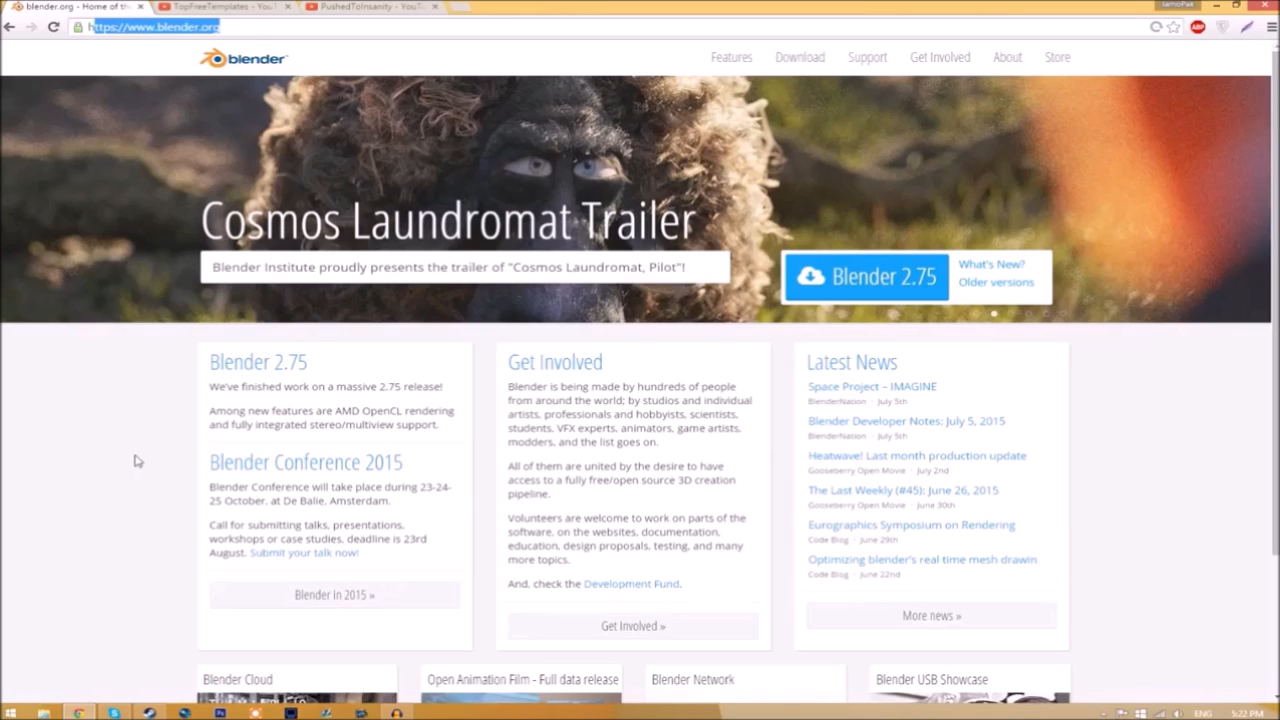 blender.org - Home of th
TopFreeTemplates - YouT
PushedToInsanity - YouTu
https://www.blender.org
blender
Features
Download
Support
Get Involved
About
Store
Cosmos Laundromat Trailer
Blender Institute proudly presents the trailer of "Cosmos Laundromat, Pilot"!
Blender 2.75
What's New?
Older versions
Blender 2.75
We've finished work on a massive 2.75 release!
Among new features are AMD OpenCL rendering
and fully integrated stereo/multiview support.
Blender Conference 2015
Blender Conference will take place during 23-24-
25 October, at De Balie, Amsterdam.
Call for submitting talks, presentations,
workshops or case studies, deadline is 23rd
August. Submit your talk now!
Blender in 2015 »
Get Involved
Blender is being made by hundreds of people
from around the world; by studios and individual
artists, professionals and hobbyists, scientists,
students, VFX experts, animators, game artists,
modders, and the list goes on.
All of them are united by the desire to have
access to a fully free/open source 3D creation
pipeline.
Volunteers are welcome to work on parts of the
software, on the websites, documentation,
education, design proposals, testing, and many
more topics.
And, check the Development Fund.
Get Involved »
Latest News
Space Project – IMAGINE
BlenderNation · July 5th
Blender Developer Notes: July 5, 2015
BlenderNation · July 5th
Heatwave! Last month production update
Gooseberry Open Movie · July 2nd
The Last Weekly (#45): June 26, 2015
Gooseberry Open Movie · June 30th
Eurographics Symposium on Rendering
Code Blog · June 29th
Optimizing blender's real time mesh drawin
Code Blog · June 22nd
More news »
Blender Cloud
Open Animation Film - Full data release
Blender Network
Blender USB Showcase
ENG
5:22 PM